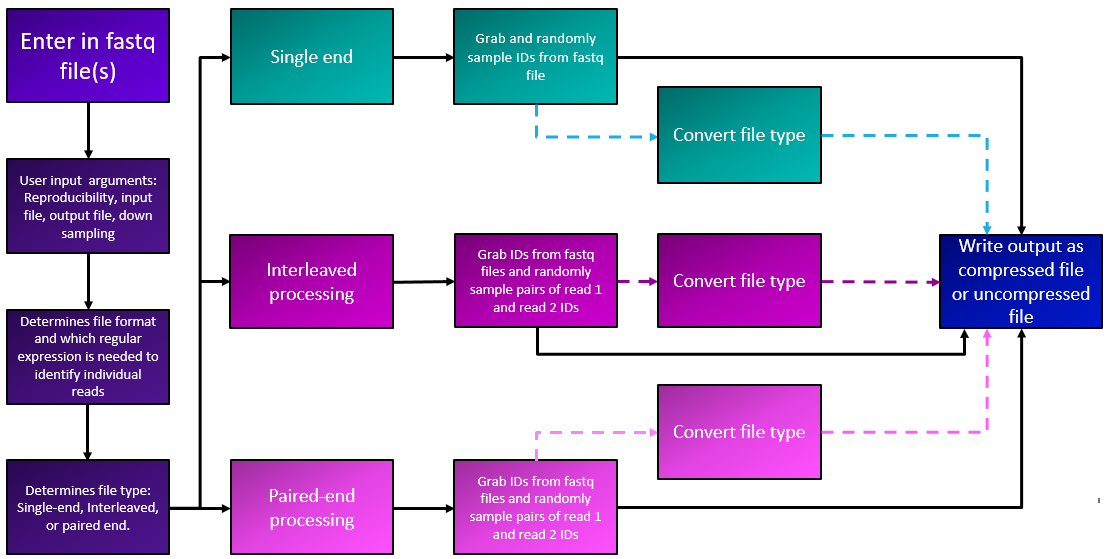 Enter in fastq
file(s)
User input  arguments:
Reproducibility, input
file, output file, down
sampling
Determines file format
and which regular
expression is needed to
identify individual
reads
Determines file type:
Single-end, Interleaved,
or paired end.
Single end
Grab and randomly
sample IDs from fastq
file
Convert file type
Interleaved
processing
Grab IDs from fastq
files and randomly
sample pairs of read 1
and read 2 IDs
Convert file type
Paired-end
processing
Grab IDs from fastq
files and randomly
sample pairs of read 1
and read 2 IDs
Convert file type
Write output as
compressed file
or uncompressed
file